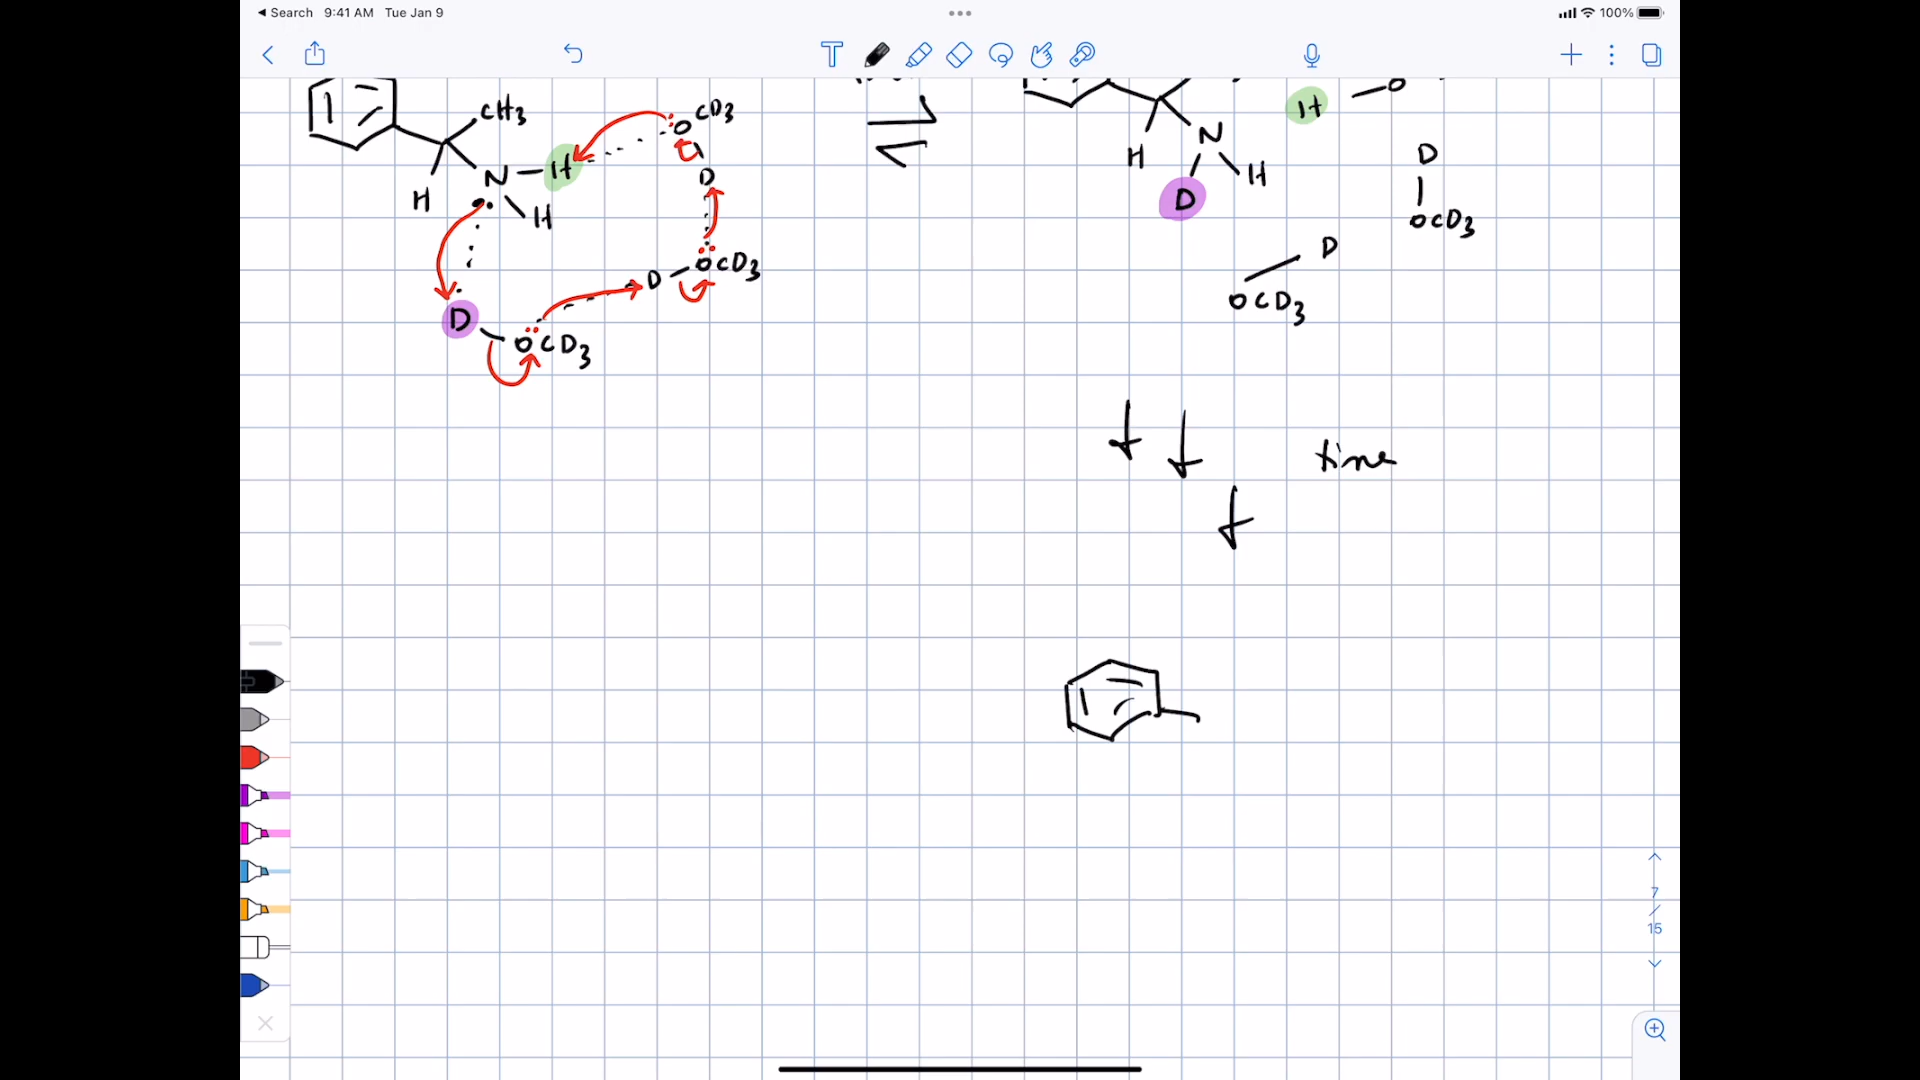 Search 9:41 AM Tue Jan 9
100%
T
CH3
OCD3
H
O
N
H
D
H
H
N
H
H
D
D
OCD3
D
OCD3
D
OCD3
D
OCD3
time
7
/
15